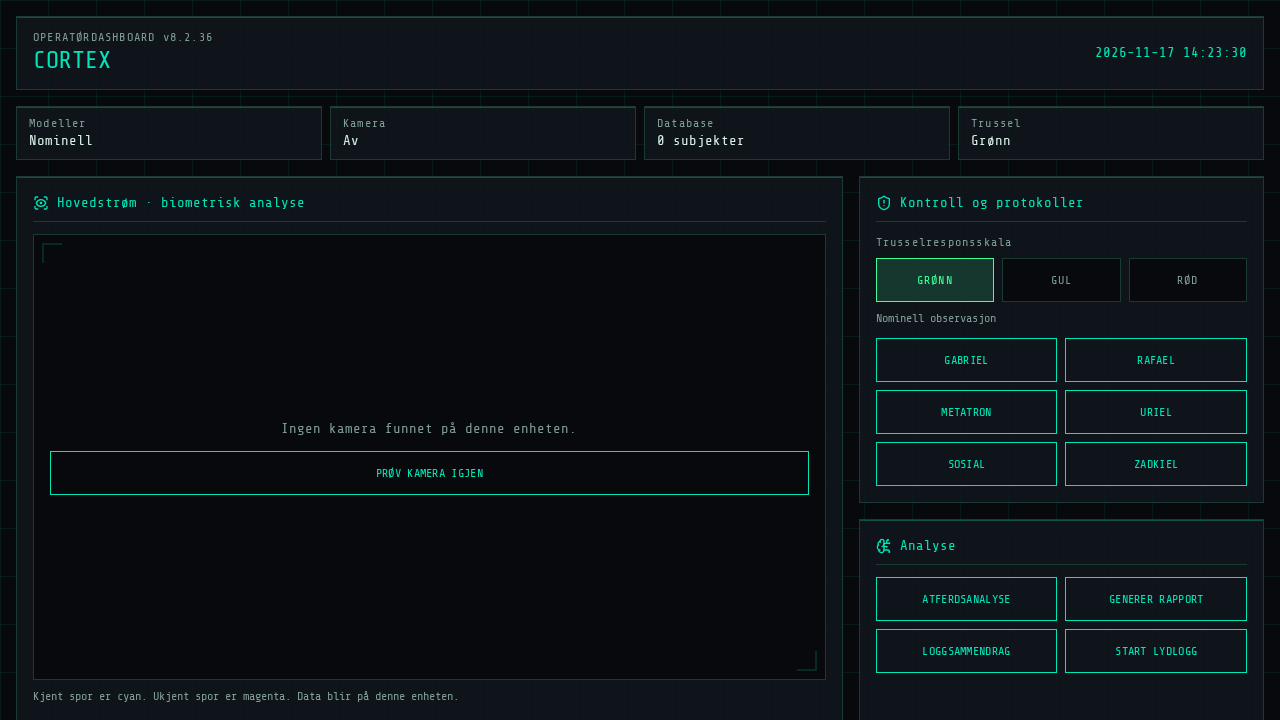 OPERATØRDASHBOARD v8.2.36
CORTEX
2026-11-17 14:23:30
Modeller
Nominell
Kamera
Av
Database
0 subjekter
Trussel
Grønn
Hovedstrøm · biometrisk analyse
Ingen kamera funnet på denne enheten.
PRØV KAMERA IGJEN
Kjent spor er cyan. Ukjent spor er magenta. Data blir på denne enheten.
Kontroll og protokoller
Trusselresponsskala
GRØNN
GUL
RØD
Nominell observasjon
GABRIEL
RAFAEL
METATRON
URIEL
SOSIAL
ZADKIEL
Analyse
ATFERDSANALYSE
GENERER RAPPORT
LOGGSAMMENDRAG
START LYDLOGG